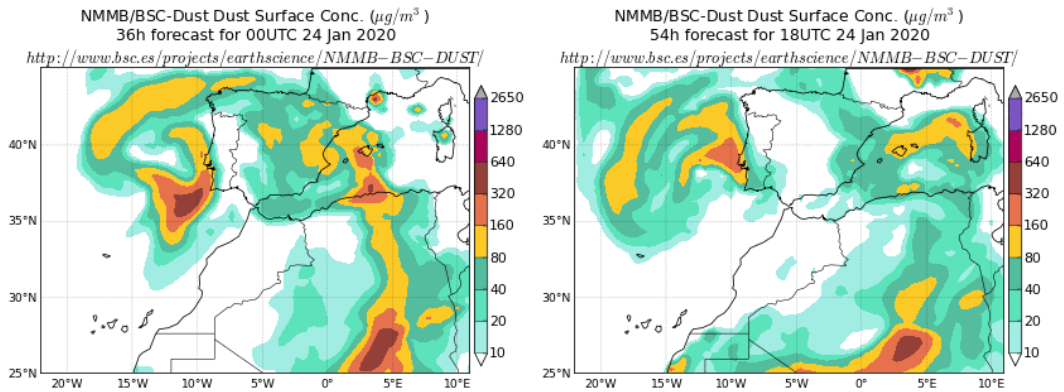 NMMB/BSC-Dust Dust Surface Conc. (µg/m³)
36h forecast for 00UTC 24 Jan 2020
http://www.bsc.es/projects/earthscience/NMMB−BSC−DUST/
40°N
35°N
30°N
25°N
20°W
15°W
10°W
5°W
0°
5°E
10°E
2650
1280
640
320
160
80
40
20
10
NMMB/BSC-Dust Dust Surface Conc. (µg/m³)
54h forecast for 18UTC 24 Jan 2020
http://www.bsc.es/projects/earthscience/NMMB−BSC−DUST/
40°N
35°N
30°N
25°N
20°W
15°W
10°W
5°W
0°
5°E
10°E
2650
1280
640
320
160
80
40
20
10